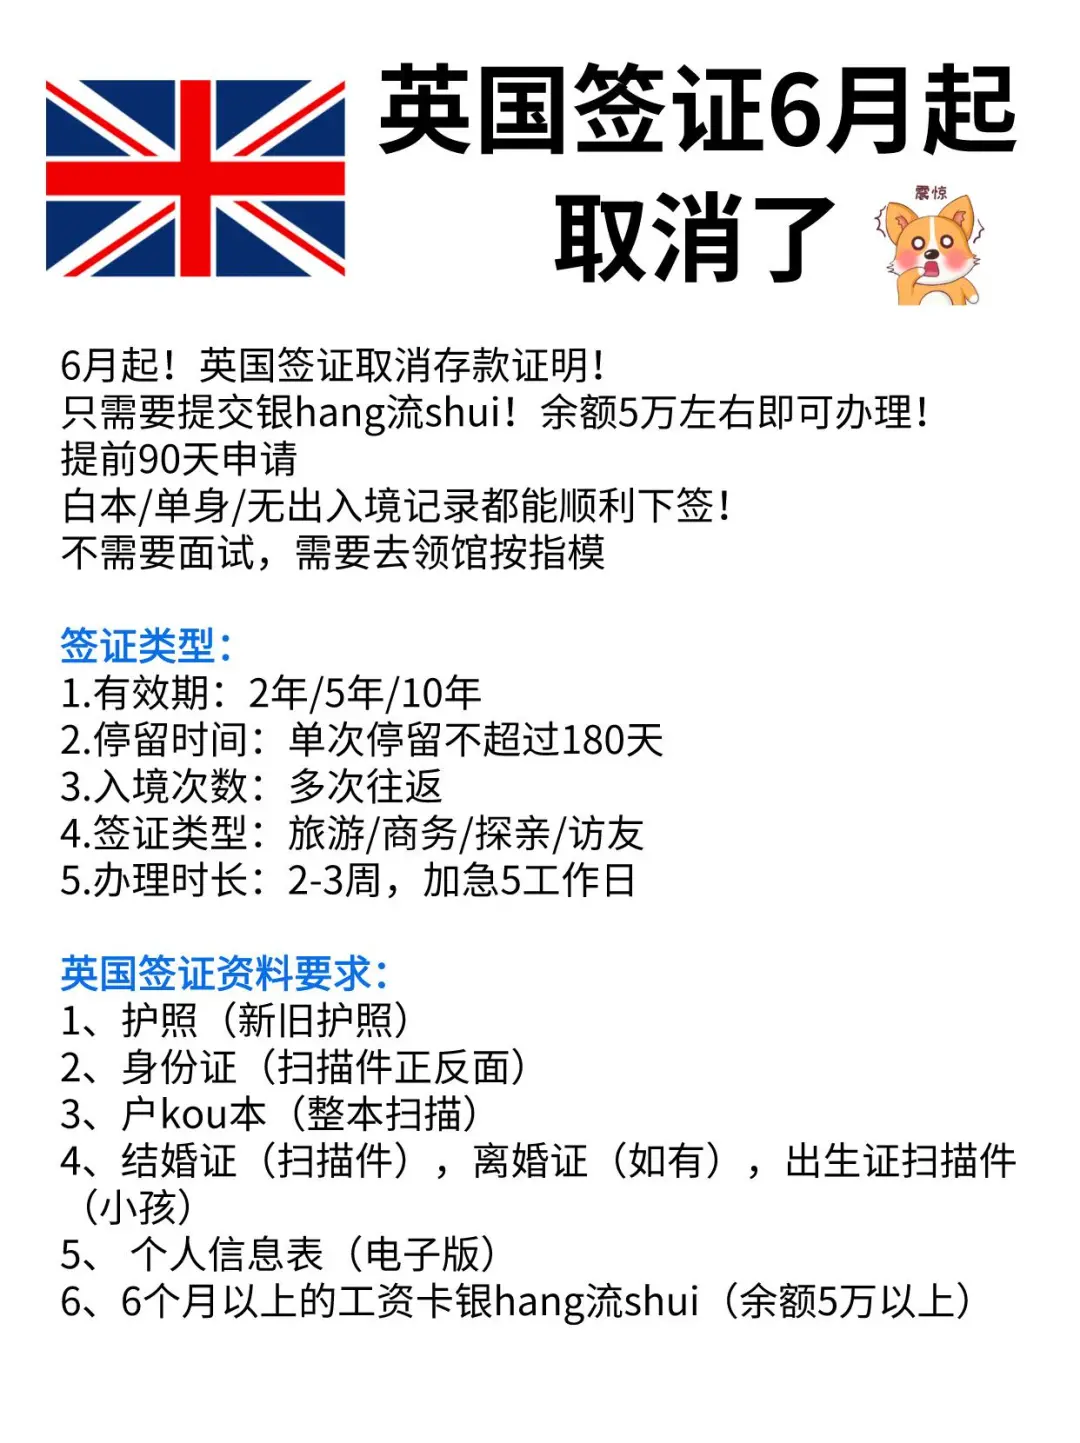 英国签证6月起
取消了
震惊
6月起！英国签证取消存款证明！
只需要提交银hang流shui！余额5万左右即可办理！
提前90天申请
白本/单身/无出入境记录都能顺利下签！
不需要面试，需要去领馆按指模
签证类型：
1.有效期：2年/5年/10年
2.停留时间：单次停留不超过180天
3.入境次数：多次往返
4.签证类型：旅游/商务/探亲/访友
5.办理时长：2-3周，加急5工作日
英国签证资料要求：
1、护照（新旧护照）
2、身份证（扫描件正反面）
3、户kou本（整本扫描）
4、结婚证（扫描件），离婚证（如有），出生证扫描件
（小孩）
5、 个人信息表（电子版）
6、6个月以上的工资卡银hang流shui（余额5万以上）